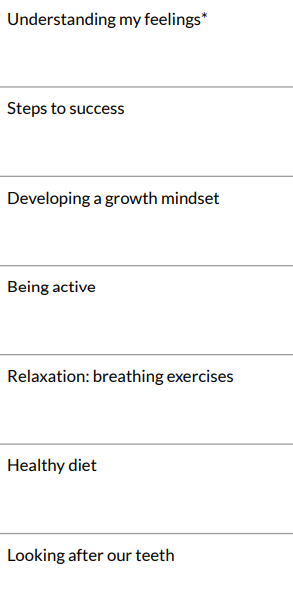 Understanding my feelings*
Steps to success
Developing a growth mindset
Being active
Relaxation: breathing exercises
Healthy diet
Looking after our teeth